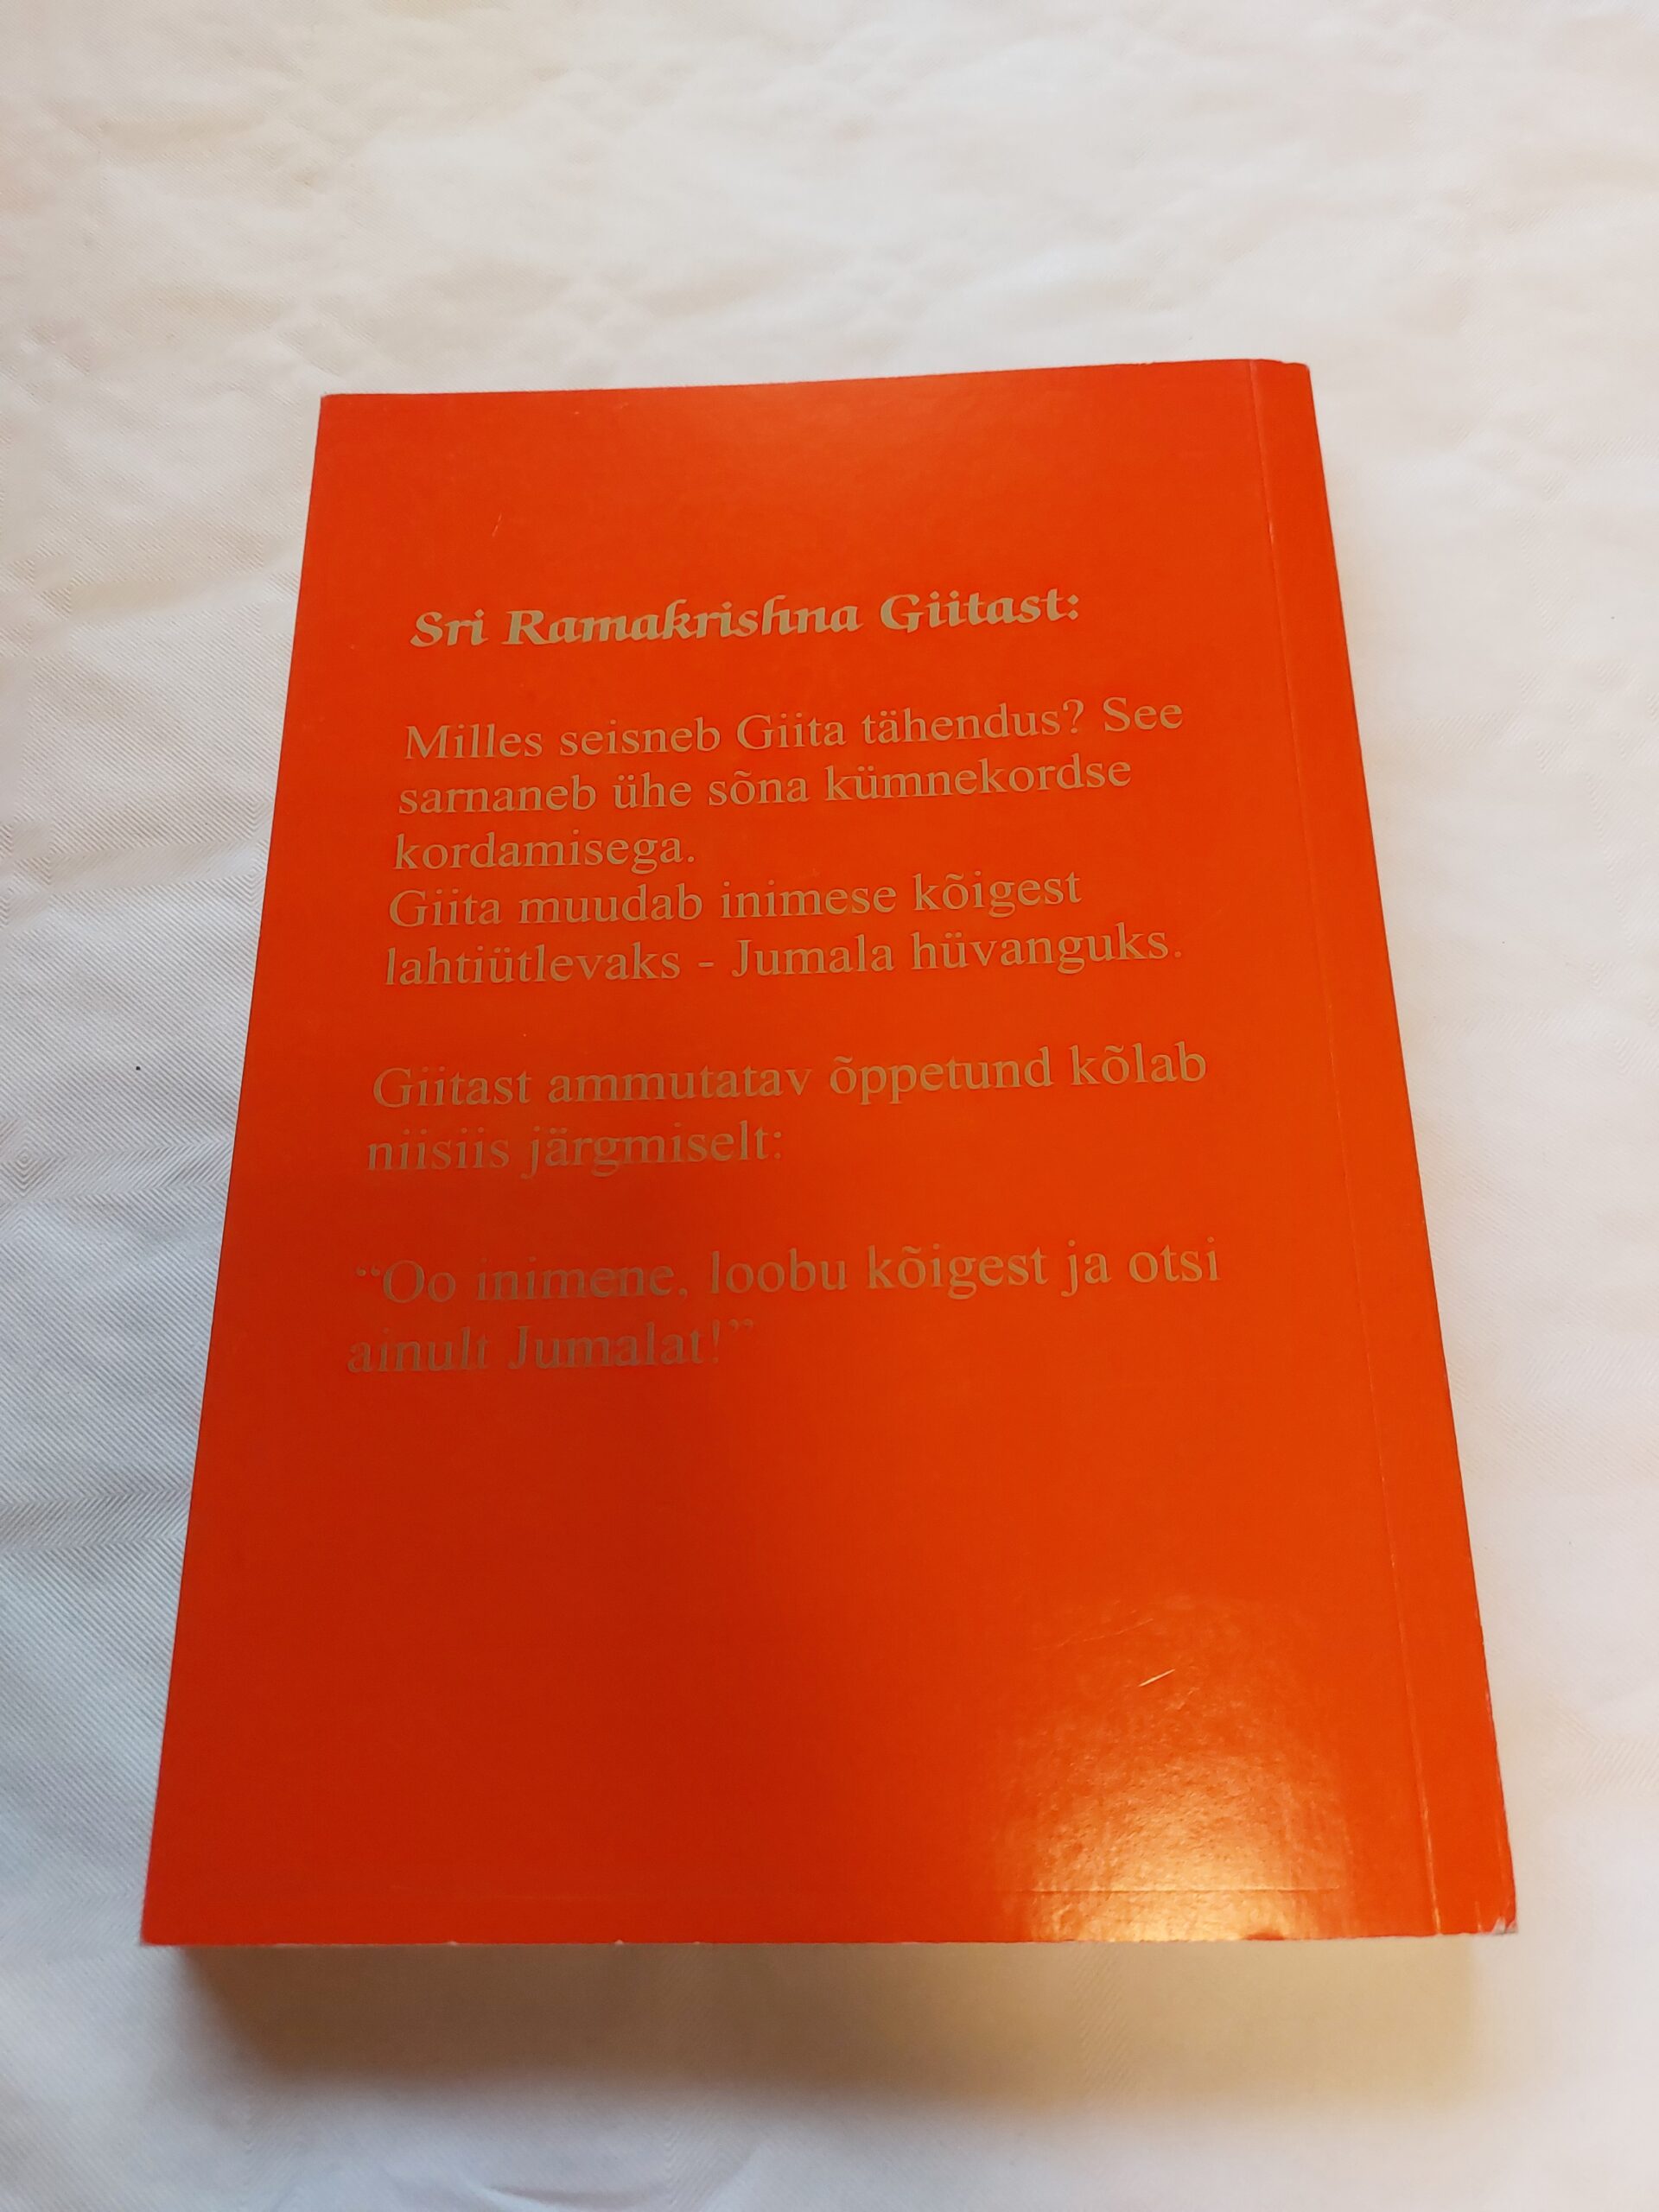 Sri Ramakrishna Giitast:
Milles seisneb Giita tähendus? See
sarnaneb ühe sõna kümnekordse
kordamisega.
Giita muudab inimese kõigest
lahtiütlevaks - Jumala hüvanguks.
Giitast ammutatav õppetund kõlab
niisiis järgmiselt:
“Oo inimene, loobu kõigest ja otsi
ainult Jumalat!”